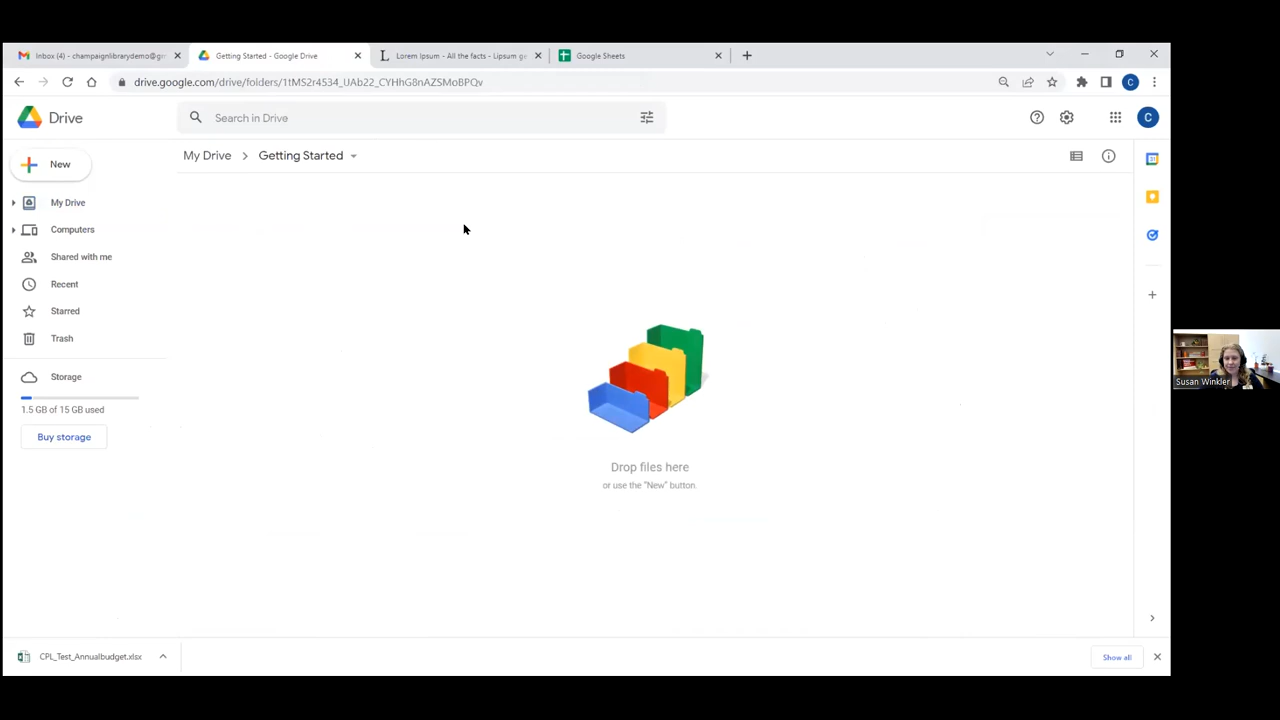 Inbox (4) - champaignlibrarydemo@gm
Getting Started - Google Drive
Lorem Ipsum - All the facts - Lipsum ge
Google Sheets
drive.google.com/drive/folders/1tMS2r4534_UAb22_CYHhG8nAZSMoBPQv
C
Drive
Search in Drive
C
New
My Drive
Getting Started
My Drive
Computers
Shared with me
Recent
Starred
Trash
Storage
1.5 GB of 15 GB used
Buy storage
Drop files here
or use the "New" button.
Susan Winkler
CPL_Test_Annualbudget.xlsx
Show all